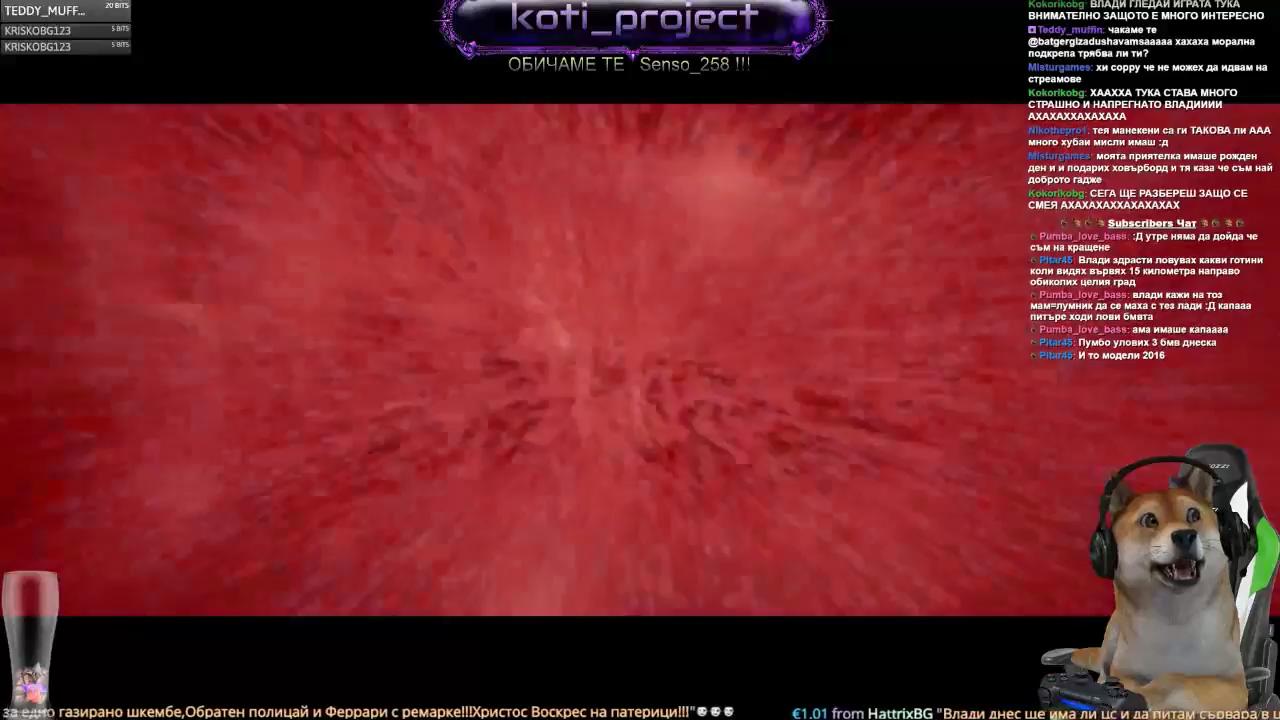 TEDDY_MUFF... 20 BITS
KRISKOBG123 5 BITS
KRISKOBG123 5 BITS
koti_project
ОБИЧАМЕ ТЕ Senso_258 !!!
Kokorikobg: ВЛАДИ ГЛЕДАЙ ИГРАТА ТУКА
ВНИМАТЕЛНО ЗАЩОТО Е МНОГО ИНТЕРЕСНО
Teddy_muffin: чакаме те
@batgergizadushavamsaaaaa хахаха морална
подкрепа трябва ли ти?
Misturgames: хи сорру че не можех да идвам на
стреамове
Kokorikobg: ХААХХА ТУКА СТАВА МНОГО
СТРАШНО И НАПРЕГНАТО ВЛАДИИИИ
АХАХАХХАХАХАХА
Nikothepro1: тея манекени са ги ТАКОВА ли ААА
много хубаи мисли имаш :д
Misturgames: моята приятелка имаше рожден
ден и и подарих ховърборд и тя каза че съм най
доброто гадже
Kokorikobg: СЕГА ЩЕ РАЗБЕРЕШ ЗАЩО СЕ
СМЕЯ АХАХАХАХХАХАХАХАХ
Subscribers Чат
Pumba_love_bass: :Д утре няма да дойда че
съм на кращене
Pitar45: Влади здрасти ловувах какви готини
коли видях вървях 15 километра направо
обиколих целия град
Pumba_love_bass: влади кажи на тоз
мам=лумник да се маха с тез лади :Д капааа
питъре ходи лови бмвта
Pumba_love_bass: ама имаше капаааа
Pitar45: Пумбо улових 3 бмв днеска
Pitar45: И то модели 2016
за едно газирано шкембе,Обратен полицай и Феррари с ремарке!!!Христос Воскрес на патерици!!!" €1.01 from HattrixBG "Влади днес ще има ли цс и да питам сървара в